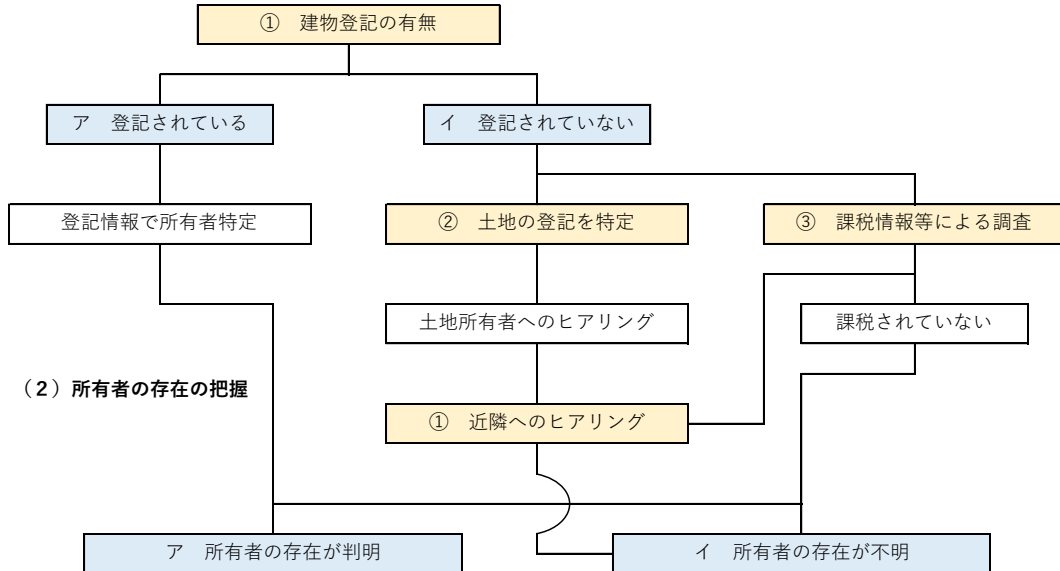 ① 建物登記の有無
ア 登記されている
イ 登記されていない
登記情報で所有者特定
② 土地の登記を特定
③ 課税情報等による調査
土地所有者へのヒアリング
課税されていない
（２）所有者の存在の把握
① 近隣へのヒアリング
ア 所有者の存在が判明
イ 所有者の存在が不明